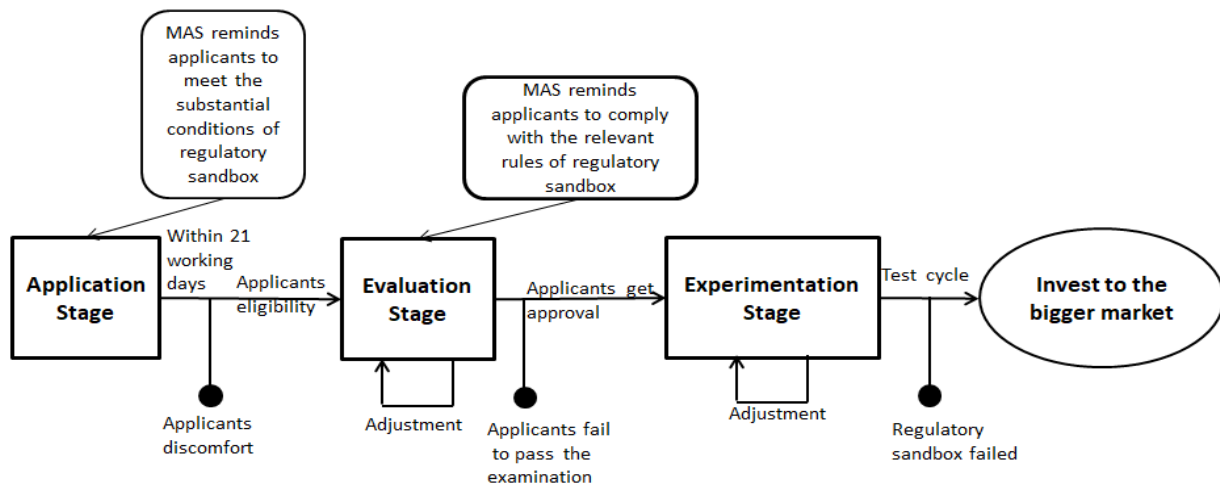 MAS reminds
applicants to
meet the
substantial
conditions of
regulatory
sandbox
MAS reminds
applicants to comply
with the relevant
rules of regulatory
sandbox
Application
Stage
Within 21
working
days
Applicants
eligibility
Applicants
discomfort
Evaluation
Stage
Adjustment
Applicants get
approval
Applicants fail
to pass the
examination
Experimentation
Stage
Adjustment
Test cycle
Regulatory
sandbox failed
Invest to the
bigger market